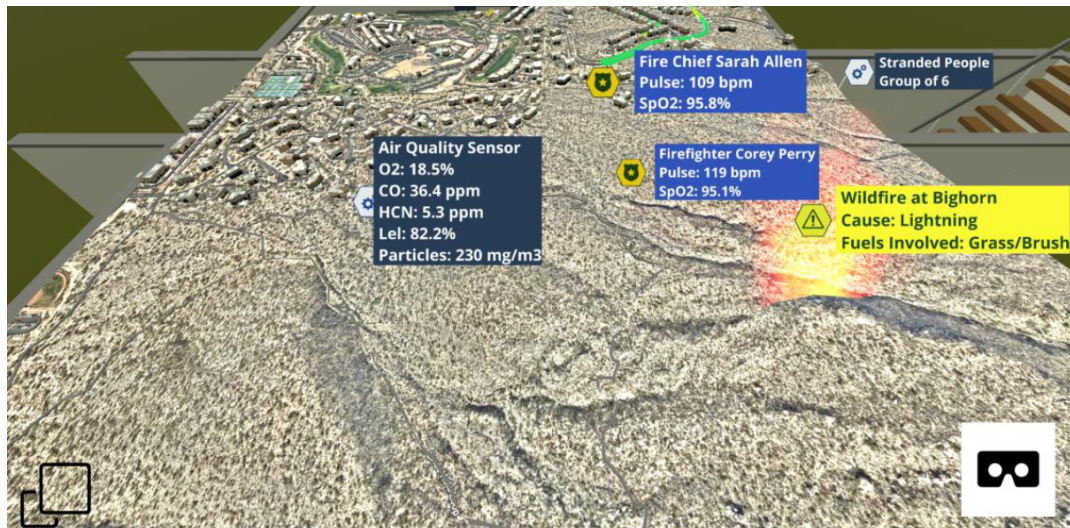 Fire Chief Sarah Allen
Pulse: 109 bpm
SpO2: 95.8%
Stranded People
Group of 6
Air Quality Sensor
O2: 18.5%
CO: 36.4 ppm
HCN: 5.3 ppm
Lel: 82.2%
Particles: 230 mg/m3
Firefighter Corey Perry
Pulse: 119 bpm
SpO2: 95.1%
Wildfire at Bighorn
Cause: Lightning
Fuels Involved: Grass/Brush